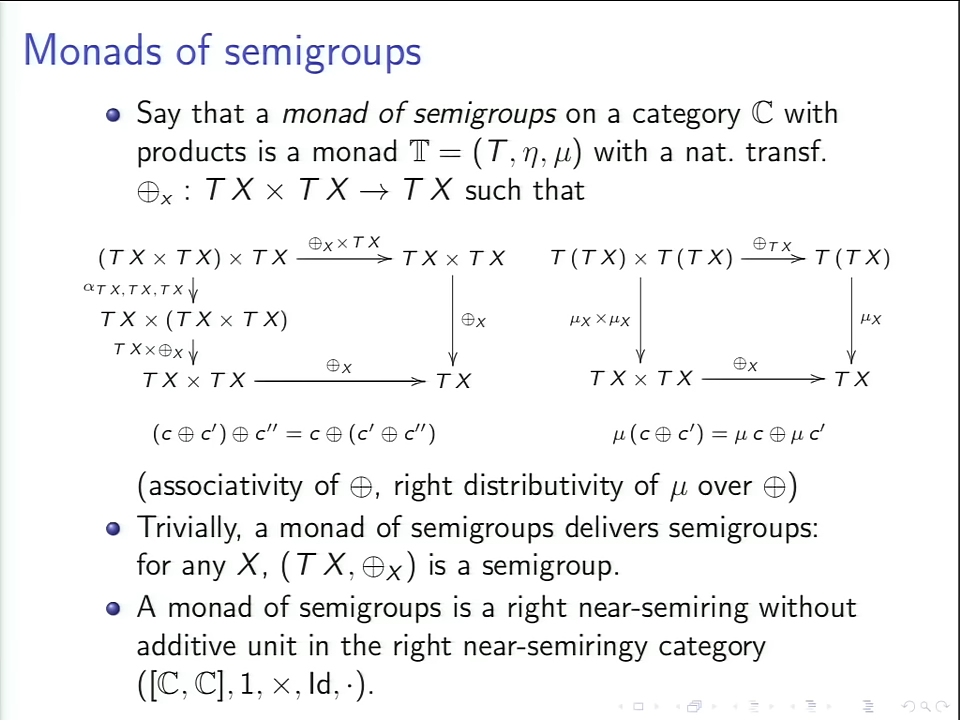 Monads of semigroups
Say that a monad of semigroups on a category ℂ with
products is a monad 𝕋 = (T, η, μ) with a nat. transf.
⊕ₓ : T X × T X → T X such that
(T X × T X) × T X ⊕_X × T X T X × T X T (T X) × T (T X) ⊕_{T X} T (T X)
α_{T X, T X, T X}
T X × (T X × T X) ⊕_X μ_X × μ_X μ_X
T X × ⊕_X
T X × T X ⊕_X T X T X × T X ⊕_X T X
(c ⊕ c′) ⊕ c″ = c ⊕ (c′ ⊕ c″) μ (c ⊕ c′) = μ c ⊕ μ c′
(associativity of ⊕, right distributivity of μ over ⊕)
Trivially, a monad of semigroups delivers semigroups:
for any X, (T X, ⊕_X) is a semigroup.
A monad of semigroups is a right near-semiring without
additive unit in the right near-semiringy category
([ℂ, ℂ], 1, ×, Id, ·).